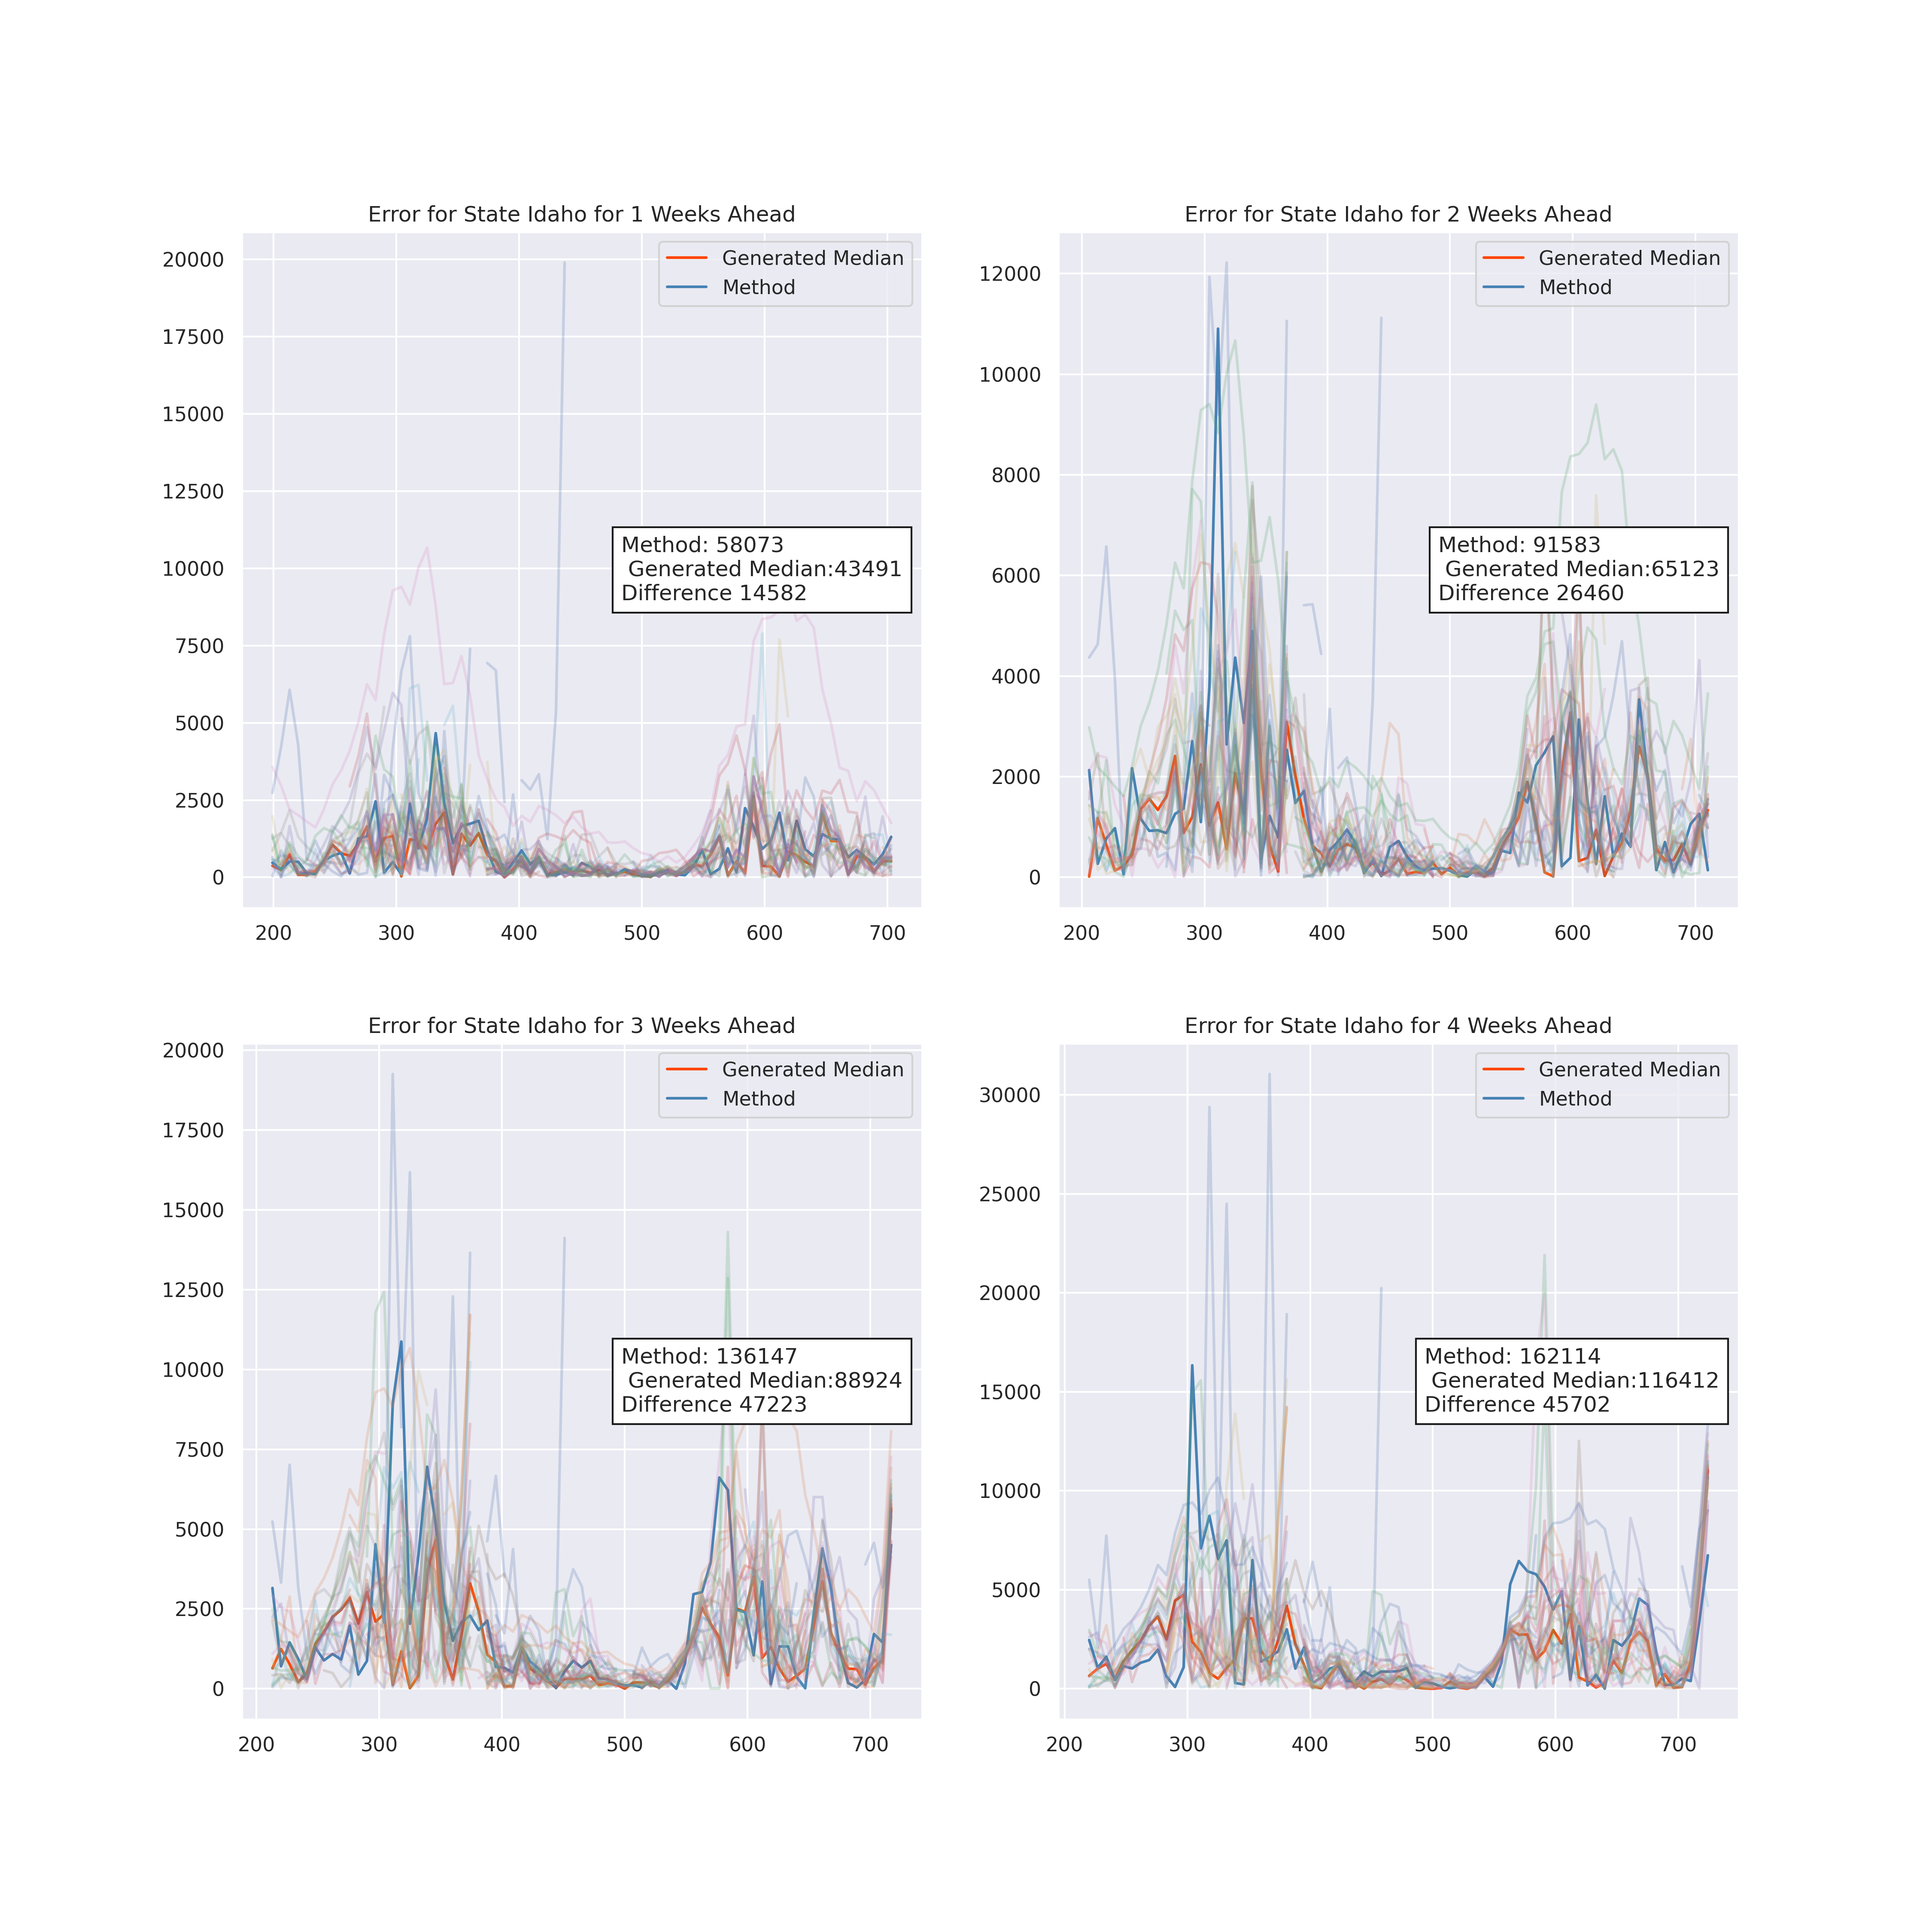 Error for State Idaho for 1 Weeks Ahead
20000
17500
15000
12500
10000
7500
5000
2500
0
200 300 400 500 600 700
Generated Median
Method
Method: 58073
Generated Median:43491
Difference 14582
Error for State Idaho for 2 Weeks Ahead
12000
10000
8000
6000
4000
2000
0
200 300 400 500 600 700
Generated Median
Method
Method: 91583
Generated Median:65123
Difference 26460
Error for State Idaho for 3 Weeks Ahead
20000
17500
15000
12500
10000
7500
5000
2500
0
200 300 400 500 600 700
Generated Median
Method
Method: 136147
Generated Median:88924
Difference 47223
Error for State Idaho for 4 Weeks Ahead
30000
25000
20000
15000
10000
5000
0
200 300 400 500 600 700
Generated Median
Method
Method: 162114
Generated Median:116412
Difference 45702